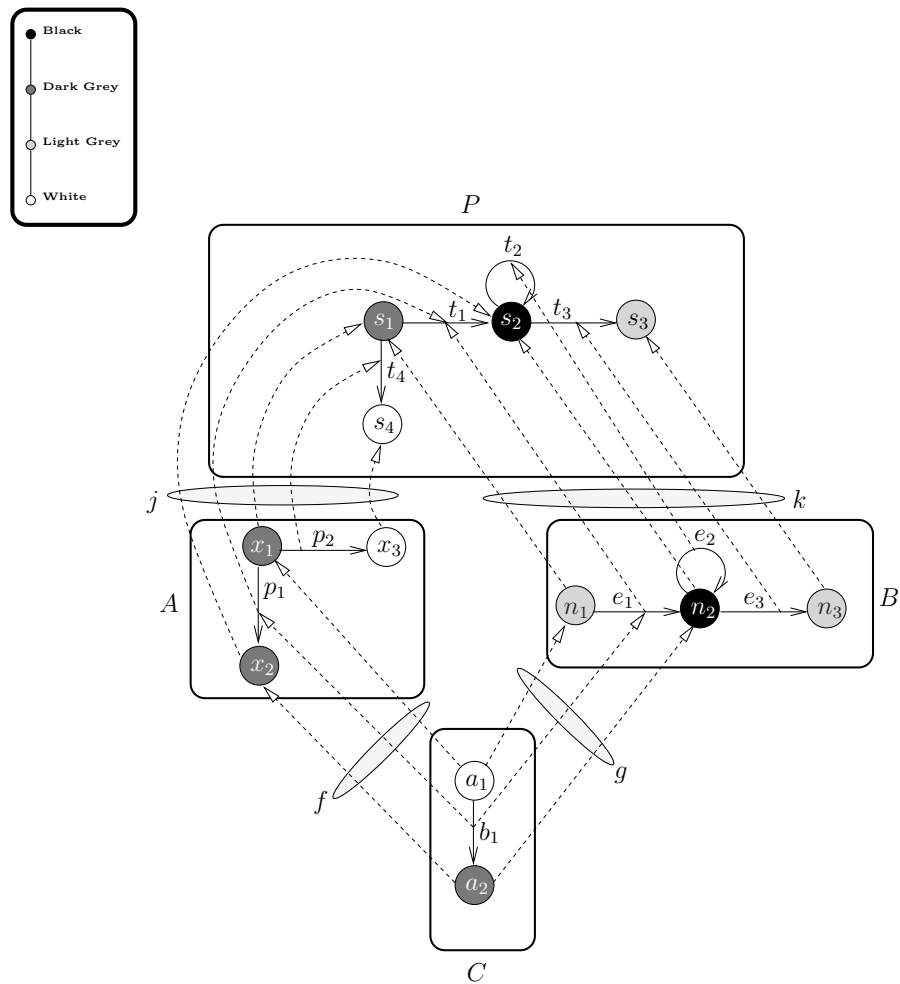 Black
Dark Grey
Light Grey
White
P
t₂
s₁ t₁ s₂ t₃ s₃
t₄
s₄
j k
x₁ p₂ x₃ e₂
p₁
A n₁ e₁ n₂ e₃ n₃ B
x₂
f g
a₁
b₁
a₂
C